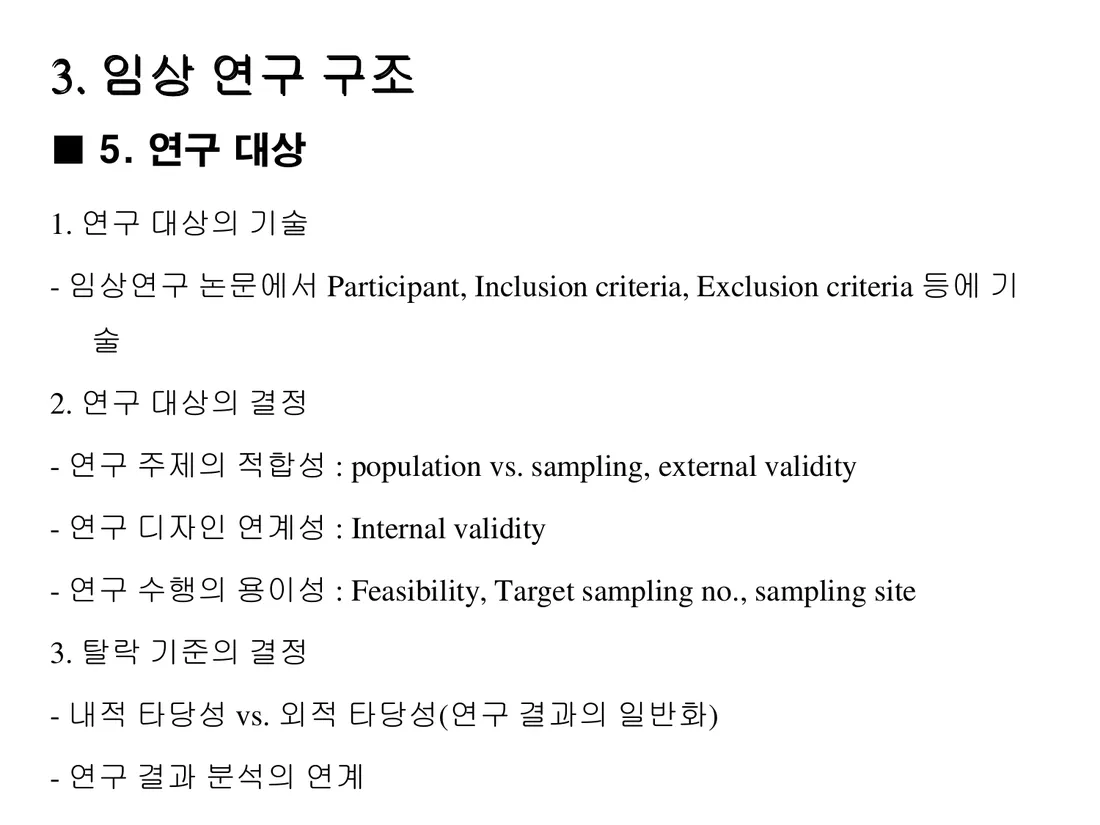 3. 임상 연구 구조
■ 5. 연구 대상
1. 연구 대상의 기술
- 임상연구 논문에서 Participant, Inclusion criteria, Exclusion criteria 등에 기
술
2. 연구 대상의 결정
- 연구 주제의 적합성 : population vs. sampling, external validity
- 연구 디자인 연계성 : Internal validity
- 연구 수행의 용이성 : Feasibility, Target sampling no., sampling site
3. 탈락 기준의 결정
- 내적 타당성 vs. 외적 타당성(연구 결과의 일반화)
- 연구 결과 분석의 연계